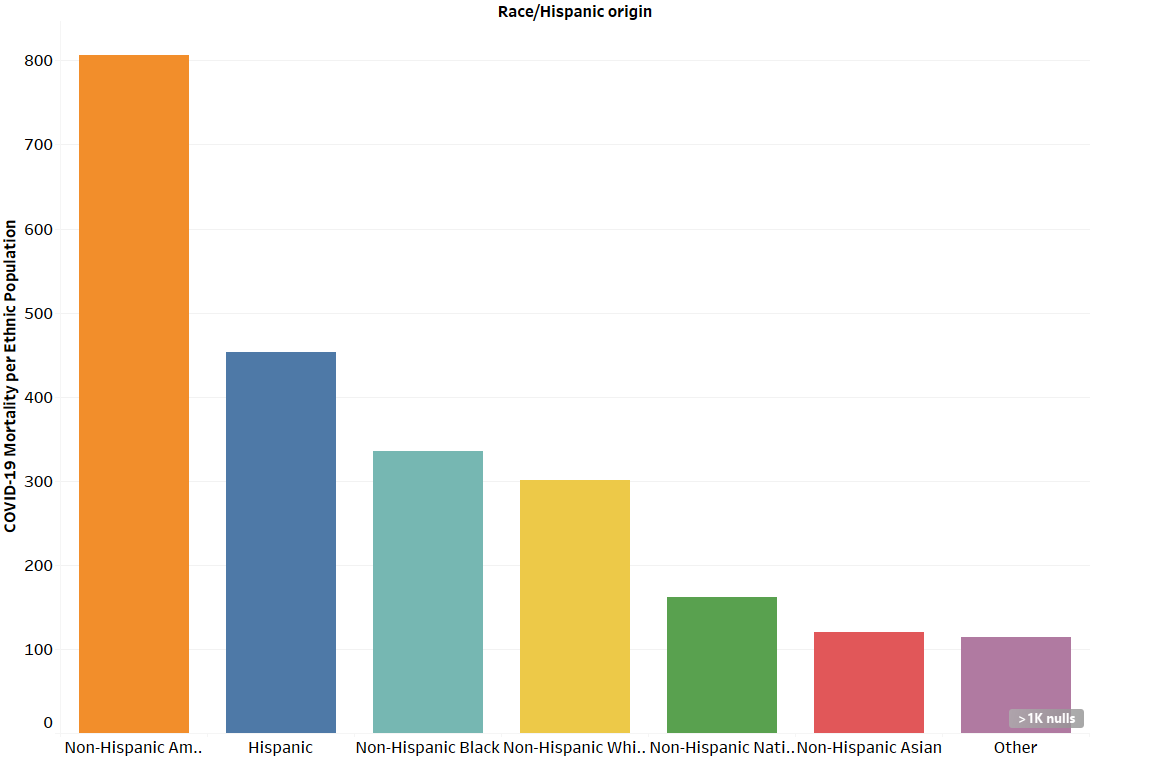 Race/Hispanic origin
COVID-19 Mortality per Ethnic Population
800
700
600
500
400
300
200
100
0
Non-Hispanic Am..
Hispanic
Non-Hispanic Black
Non-Hispanic Whi..
Non-Hispanic Nati..
Non-Hispanic Asian
Other
>1K nulls